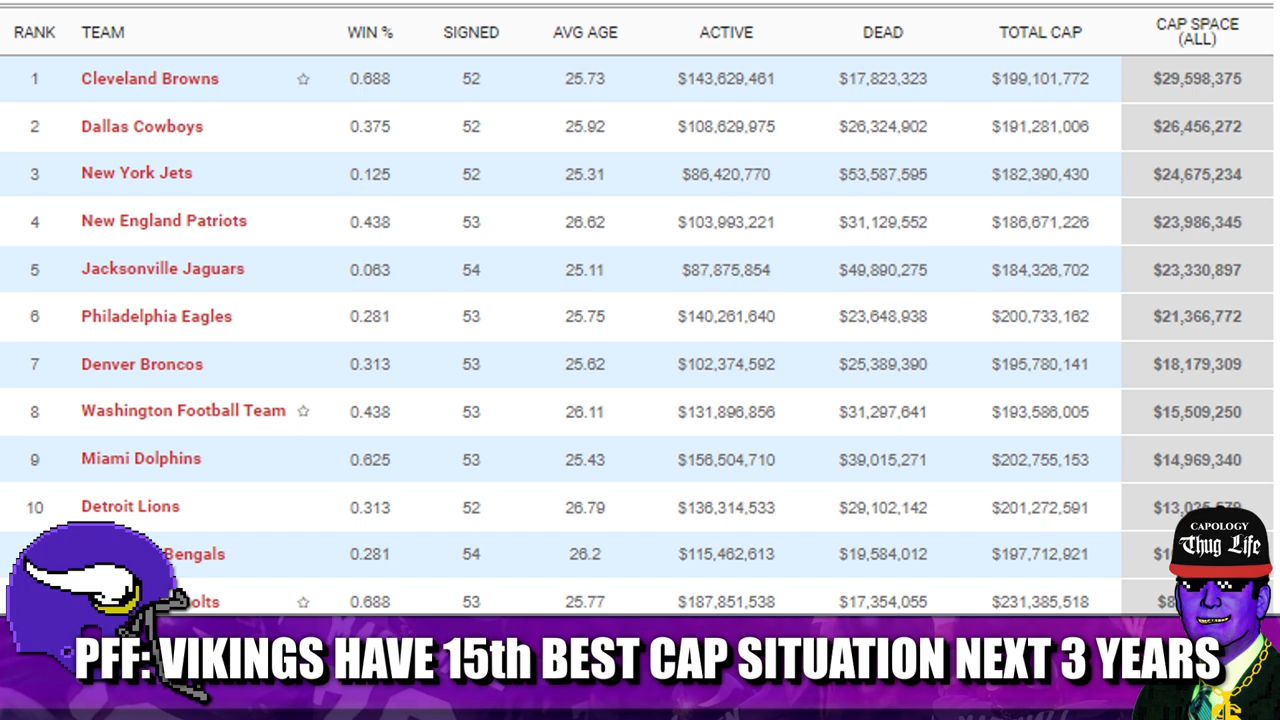 RANK TEAM WIN % SIGNED AVG AGE ACTIVE DEAD TOTAL CAP CAP SPACE (ALL)
1 Cleveland Browns ☆ 0.688 52 25.73 $143,629,461 $17,823,323 $199,101,772 $29,598,375
2 Dallas Cowboys 0.375 52 25.92 $108,629,975 $26,324,902 $191,281,006 $26,456,272
3 New York Jets 0.125 52 25.31 $86,420,770 $53,587,595 $182,390,430 $24,675,234
4 New England Patriots 0.438 53 26.62 $103,993,221 $31,129,552 $186,671,226 $23,986,345
5 Jacksonville Jaguars 0.063 54 25.11 $87,875,854 $49,890,275 $184,326,702 $23,330,897
6 Philadelphia Eagles 0.281 53 25.75 $140,261,640 $23,648,938 $200,733,162 $21,366,772
7 Denver Broncos 0.313 53 25.62 $102,374,592 $25,389,390 $195,780,141 $18,179,309
8 Washington Football Team ☆ 0.438 53 26.11 $131,896,856 $31,297,641 $193,586,005 $15,509,250
9 Miami Dolphins 0.625 53 25.43 $156,504,710 $39,015,271 $202,755,153 $14,969,340
10 Detroit Lions 0.313 52 26.79 $136,314,533 $29,102,142 $201,272,591
Bengals 0.281 54 26.2 $115,462,613 $19,584,012 $197,712,921
☆ 0.688 53 25.77 $187,851,538 $17,354,055 $231,385,518
CAPOLOGY
Thug Life
PFF: VIKINGS HAVE 15th BEST CAP SITUATION NEXT 3 YEARS